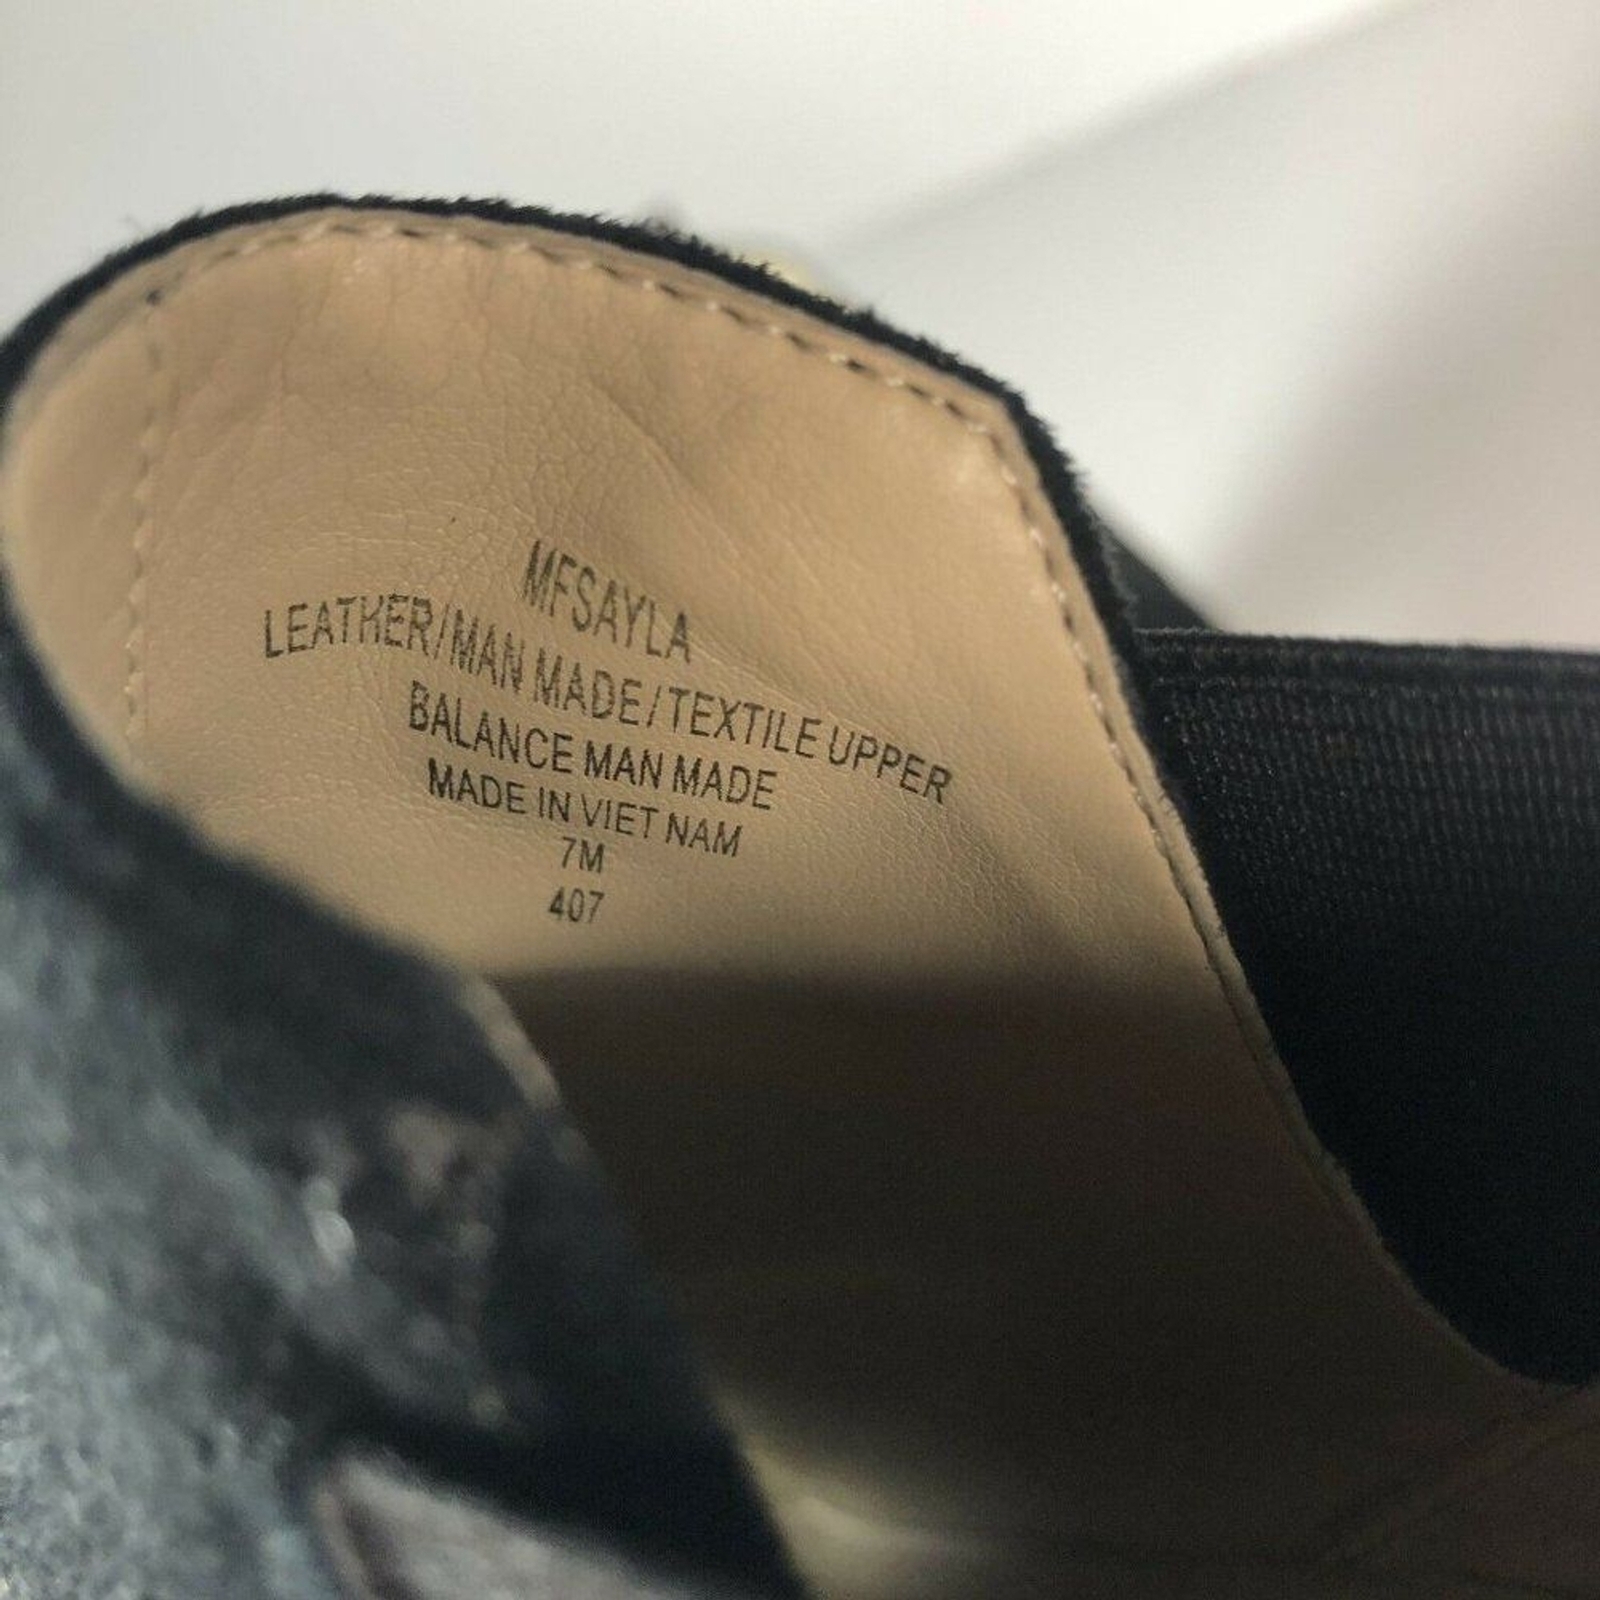 MFSAYLA
LEATHER/MAN MADE/TEXTILE UPPER
BALANCE MAN MADE
MADE IN VIET NAM
7M
407